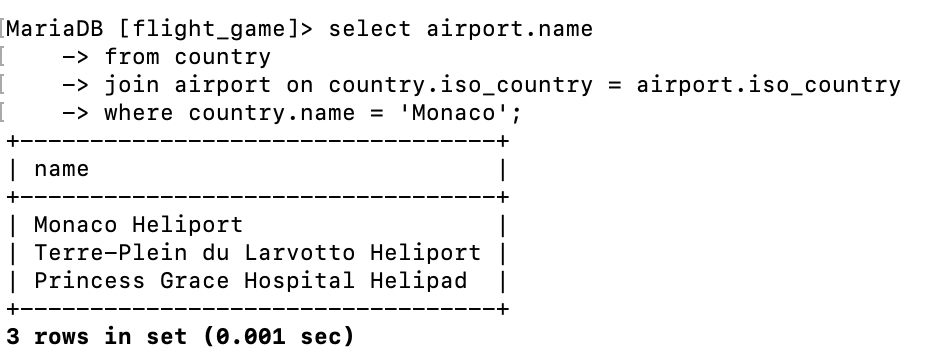 MariaDB [flight_game]> select airport.name
    -> from country
    -> join airport on country.iso_country = airport.iso_country
    -> where country.name = 'Monaco';
+----------------------------------+
| name                             |
+----------------------------------+
| Monaco Heliport                  |
| Terre-Plein du Larvotto Heliport |
| Princess Grace Hospital Helipad  |
+----------------------------------+
3 rows in set (0.001 sec)